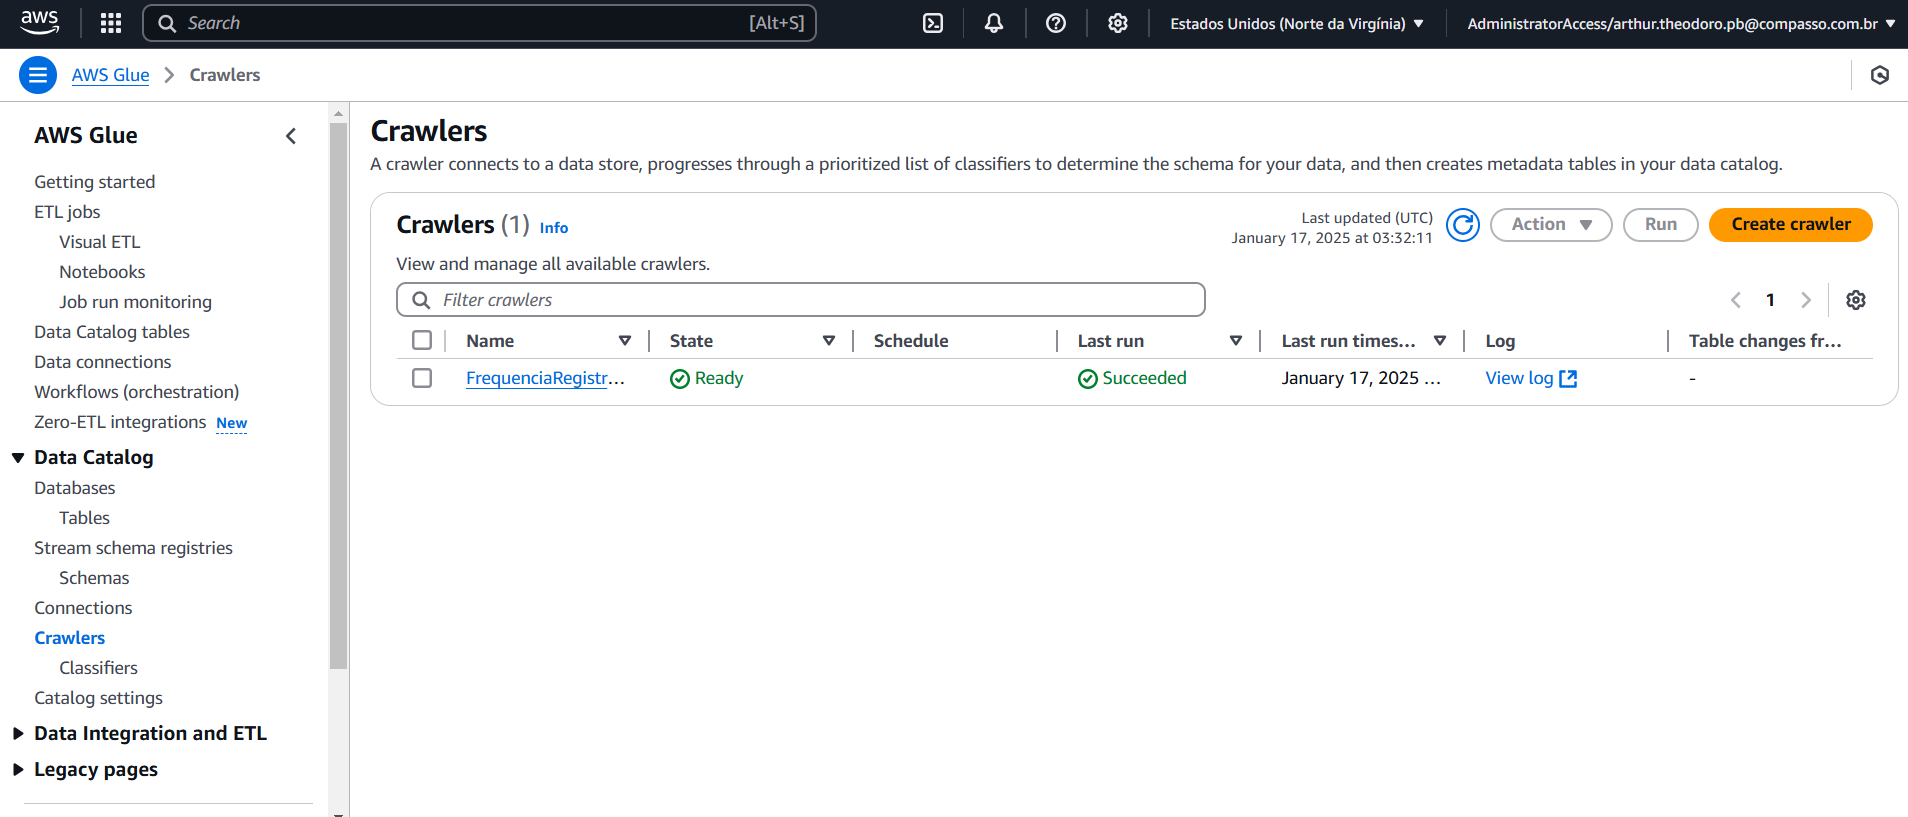 aws
Search [Alt+S]
Estados Unidos (Norte da Virgínia)
AdministratorAccess/arthur.theodoro.pb@compasso.com.br
AWS Glue
Crawlers
AWS Glue
Getting started
ETL jobs
Visual ETL
Notebooks
Job run monitoring
Data Catalog tables
Data connections
Workflows (orchestration)
Zero-ETL integrations New
Data Catalog
Databases
Tables
Stream schema registries
Schemas
Connections
Crawlers
Classifiers
Catalog settings
Data Integration and ETL
Legacy pages
Crawlers
A crawler connects to a data store, progresses through a prioritized list of classifiers to determine the schema for your data, and then creates metadata tables in your data catalog.
Crawlers (1) Info
Last updated (UTC)
January 17, 2025 at 03:32:11
Action
Run
Create crawler
View and manage all available crawlers.
Filter crawlers
1
Name State Schedule Last run Last run times... Log Table changes fr...
FrequenciaRegistr... Ready Succeeded January 17, 2025 ... View log -